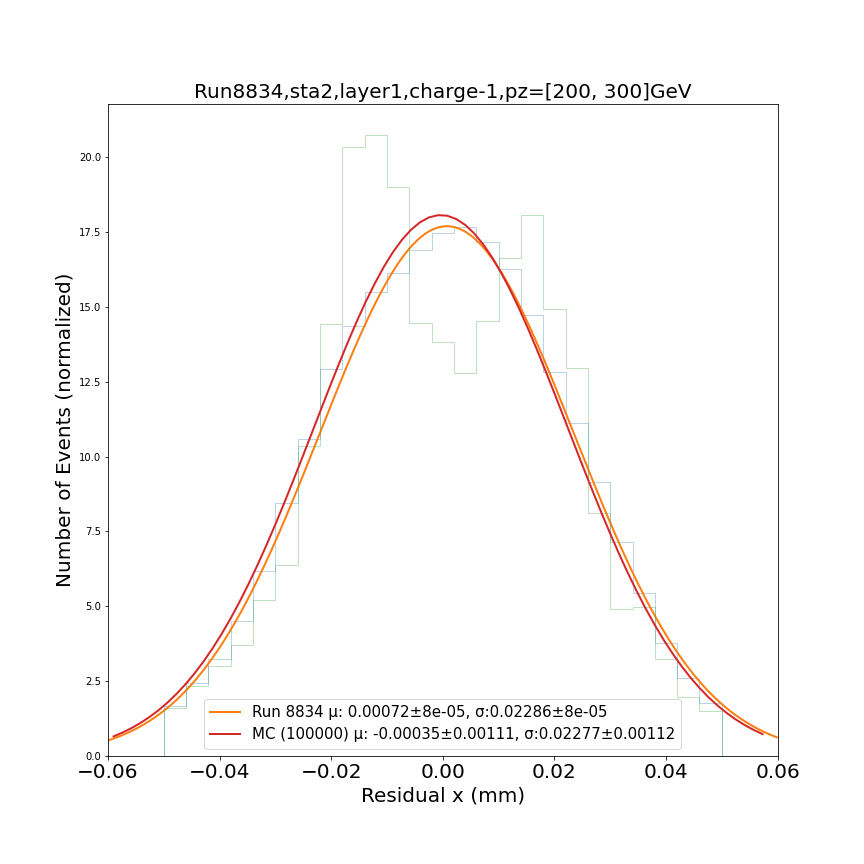 Run8834,sta2,layer1,charge-1,pz=[200, 300]GeV
Number of Events (normalized)
20.0
17.5
15.0
12.5
10.0
7.5
5.0
2.5
0.0
Run 8834 μ: 0.00072±8e-05, σ:0.02286±8e-05
MC (100000) μ: -0.00035±0.00111, σ:0.02277±0.00112
−0.06 −0.04 −0.02 0.00 0.02 0.04 0.06
Residual x (mm)